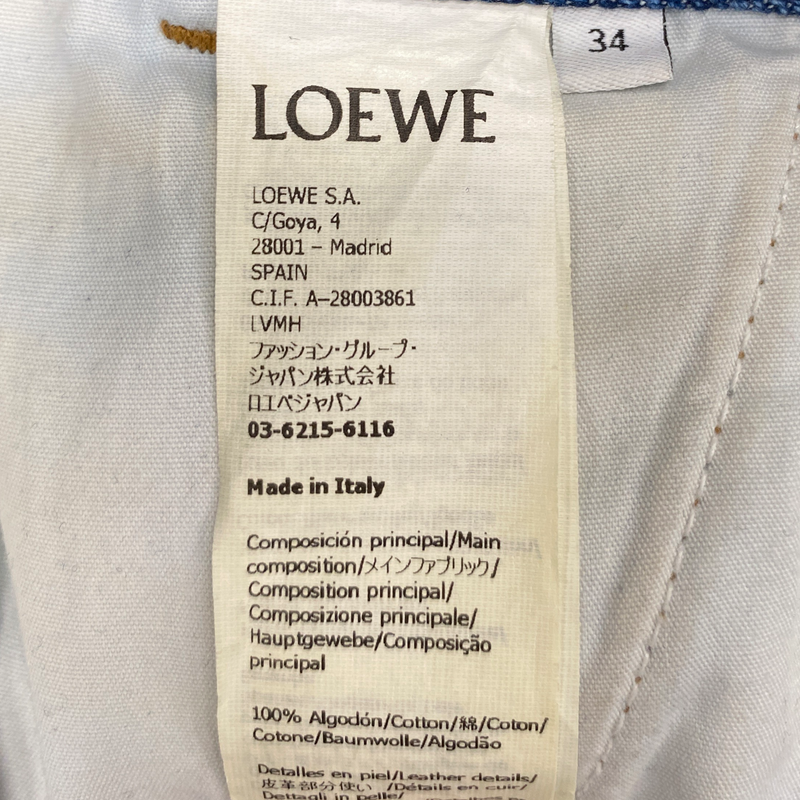 34
LOEWE
LOEWE S.A.
C/Goya, 4
28001 – Madrid
SPAIN
C.I.F. A–28003861
LVMH
ファッション・グループ・
ジャパン株式会社
ロエベジャパン
03-6215-6116
Made in Italy
Composición principal/Main
composition/メインファブリック/
Composition principal/
Composizione principale/
Hauptgewebe/Composição
principal
100% Algodón/Cotton/綿/Coton/
Cotone/Baumwolle/Algodão
Detalles en piel/Leather details/
皮革部分使い /Détails en cuir/
Dettagli in pelle/